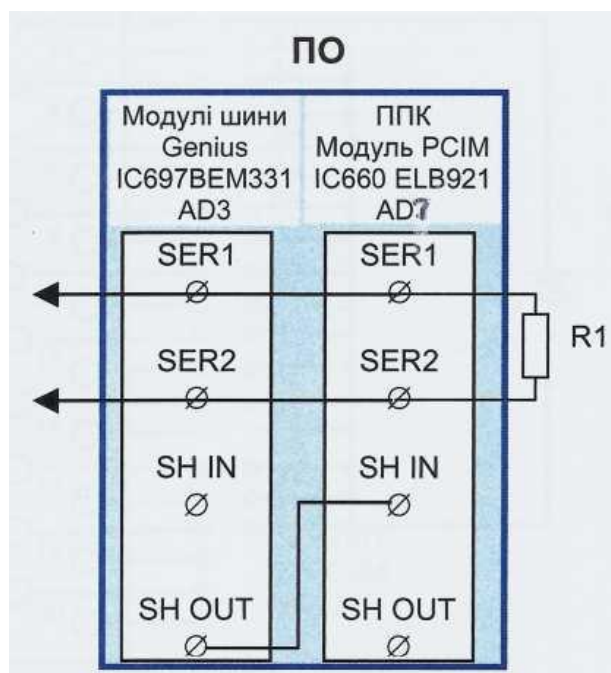 ПО
Модулі шини
Genius
IC697BEM331
AD3
ППК
Модуль PCIM
IC660 ELB921
AD7
SER1
SER1
R1
SER2
SER2
SH IN
SH IN
SH OUT
SH OUT